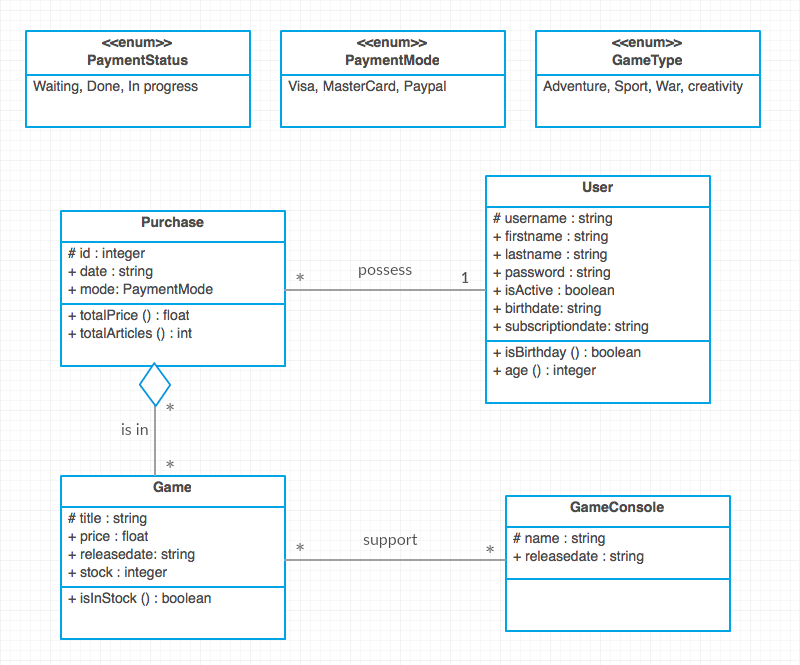 <<enum>>
PaymentStatus
Waiting, Done, In progress
<<enum>>
PaymentMode
Visa, MasterCard, Paypal
<<enum>>
GameType
Adventure, Sport, War, creativity
Purchase
# id : integer
+ date : string
+ mode: PaymentMode
+ totalPrice () : float
+ totalArticles () : int
* possess 1
User
# username : string
+ firstname : string
+ lastname : string
+ password : string
+ isActive : boolean
+ birthdate: string
+ subscriptiondate: string
+ isBirthday () : boolean
+ age () : integer
*
is in
*
Game
# title : string
+ price : float
+ releasedate: string
+ stock : integer
+ isInStock () : boolean
* support *
GameConsole
# name : string
+ releasedate : string